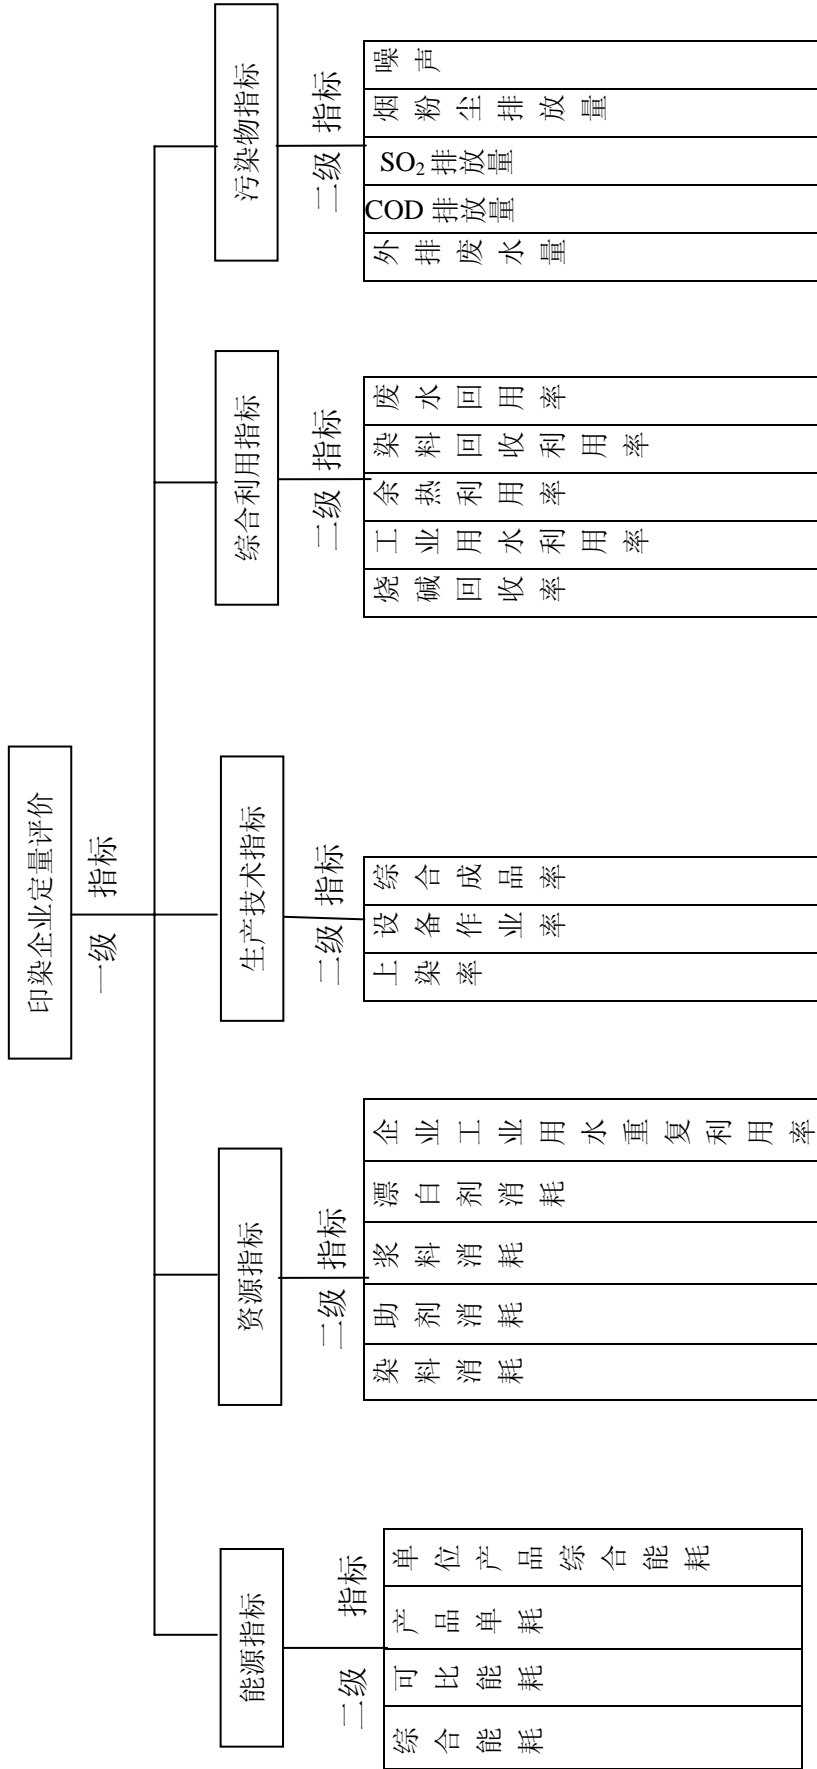 印染企业定量评价
一级 指标
能源指标
二级 指标
综合能耗
可比能耗
产品单耗
单位产品综合能耗
资源指标
二级 指标
染料消耗
助剂消耗
浆料消耗
漂白剂消耗
企业工业用水重复利用率
生产技术指标
二级 指标
上染率
设备作业率
综合成品率
综合利用指标
二级 指标
烧碱回收率
工业用水利用率
余热利用率
染料回收利用率
废水回用率
污染物指标
二级 指标
外排废水量
COD 排放量
SO₂ 排放量
烟粉尘排放量
噪声